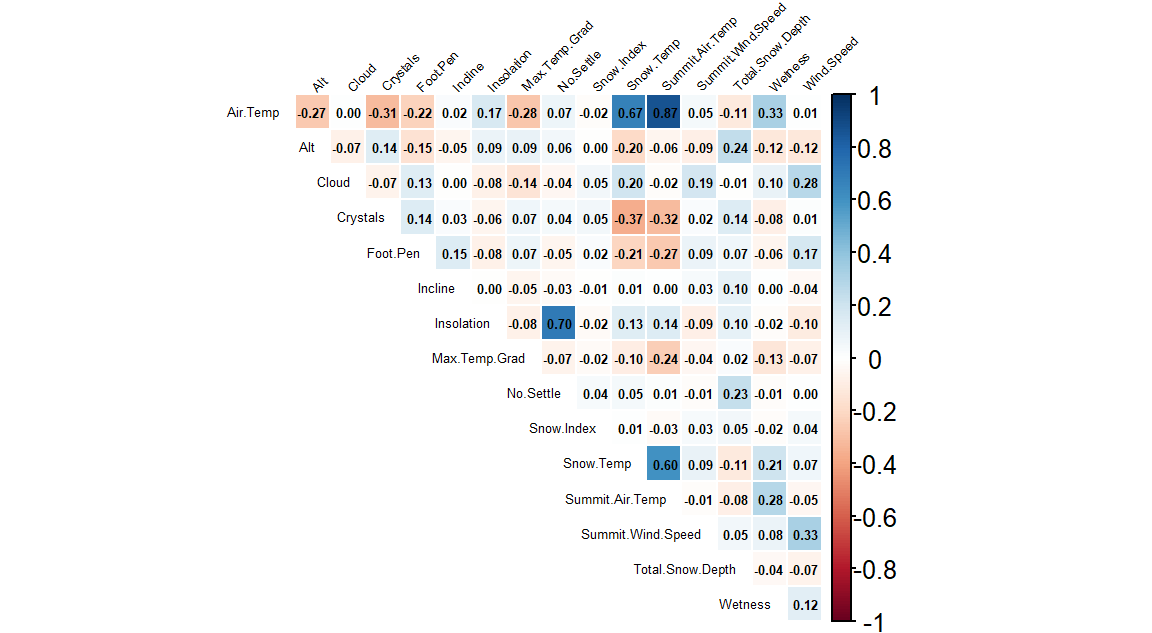 Alt Cloud Crystals Foot.Pen Incline Insolation Max.Temp.Grad No.Settle Snow.Index Snow.Temp Summit.Air.Temp Summit.Wind.Speed Total.Snow.Depth Wetness Wind.Speed
Air.Temp -0.27 0.00 -0.31 -0.22 0.02 0.17 -0.28 0.07 -0.02 0.67 0.87 0.05 -0.11 0.33 0.01
Alt -0.07 0.14 -0.15 -0.05 0.09 0.09 0.06 0.00 -0.20 -0.06 -0.09 0.24 -0.12 -0.12
Cloud -0.07 0.13 0.00 -0.08 -0.14 -0.04 0.05 0.20 -0.02 0.19 -0.01 0.10 0.28
Crystals 0.14 0.03 -0.06 0.07 0.04 0.05 -0.37 -0.32 0.02 0.14 -0.08 0.01
Foot.Pen 0.15 -0.08 0.07 -0.05 0.02 -0.21 -0.27 0.09 0.07 -0.06 0.17
Incline 0.00 -0.05 -0.03 -0.01 0.01 0.00 0.03 0.10 0.00 -0.04
Insolation -0.08 0.70 -0.02 0.13 0.14 -0.09 0.10 -0.02 -0.10
Max.Temp.Grad -0.07 -0.02 -0.10 -0.24 -0.04 0.02 -0.13 -0.07
No.Settle 0.04 0.05 0.01 -0.01 0.23 -0.01 0.00
Snow.Index 0.01 -0.03 0.03 0.05 -0.02 0.04
Snow.Temp 0.60 0.09 -0.11 0.21 0.07
Summit.Air.Temp -0.01 -0.08 0.28 -0.05
Summit.Wind.Speed 0.05 0.08 0.33
Total.Snow.Depth -0.04 -0.07
Wetness 0.12
1
0.8
0.6
0.4
0.2
0
-0.2
-0.4
-0.6
-0.8
-1